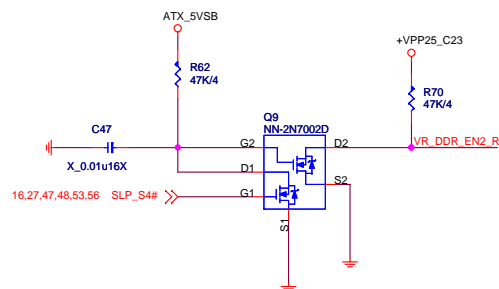 ATX_5VSB
+VPP25_C23
R62
47K/4
R70
47K/4
Q9
NN-2N7002D
C47
X_0.01u16X
G2
D2
VR_DDR_EN2_R
D1
S2
16,27,47,48,53,56 SLP_S4#
G1
S1